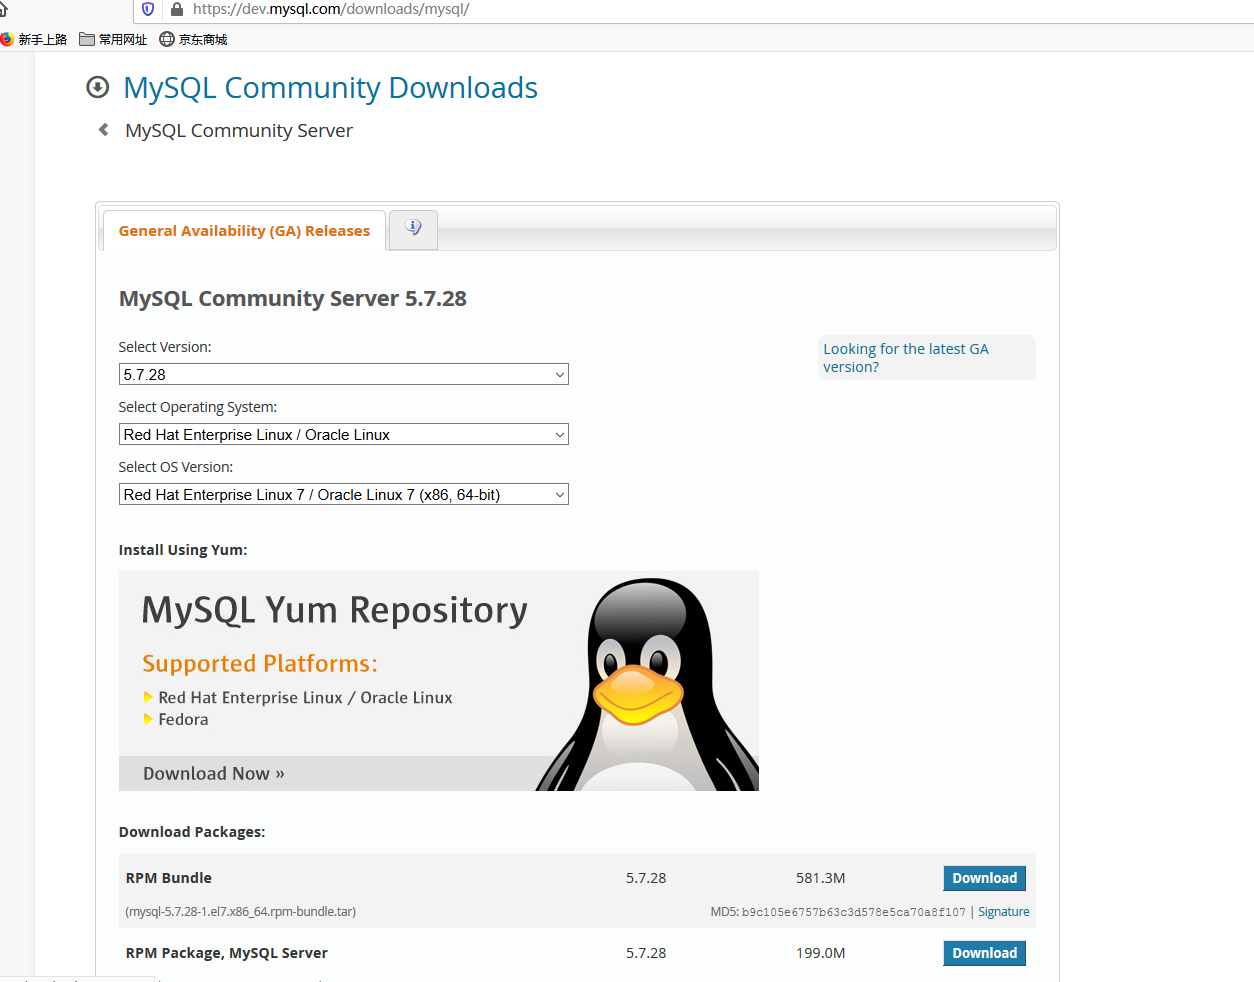 https://dev.mysql.com/downloads/mysql/
新手上路 常用网址 京东商城
MySQL Community Downloads
MySQL Community Server
General Availability (GA) Releases
MySQL Community Server 5.7.28
Select Version:
Looking for the latest GA
version?
5.7.28
Select Operating System:
Red Hat Enterprise Linux / Oracle Linux
Select OS Version:
Red Hat Enterprise Linux 7 / Oracle Linux 7 (x86, 64-bit)
Install Using Yum:
MySQL Yum Repository
Supported Platforms:
Red Hat Enterprise Linux / Oracle Linux
Fedora
Download Now »
Download Packages:
RPM Bundle 5.7.28 581.3M Download
(mysql-5.7.28-1.el7.x86_64.rpm-bundle.tar) MD5: b9c105e6757b63c3d578e5ca70a8f107 | Signature
RPM Package, MySQL Server 5.7.28 199.0M Download